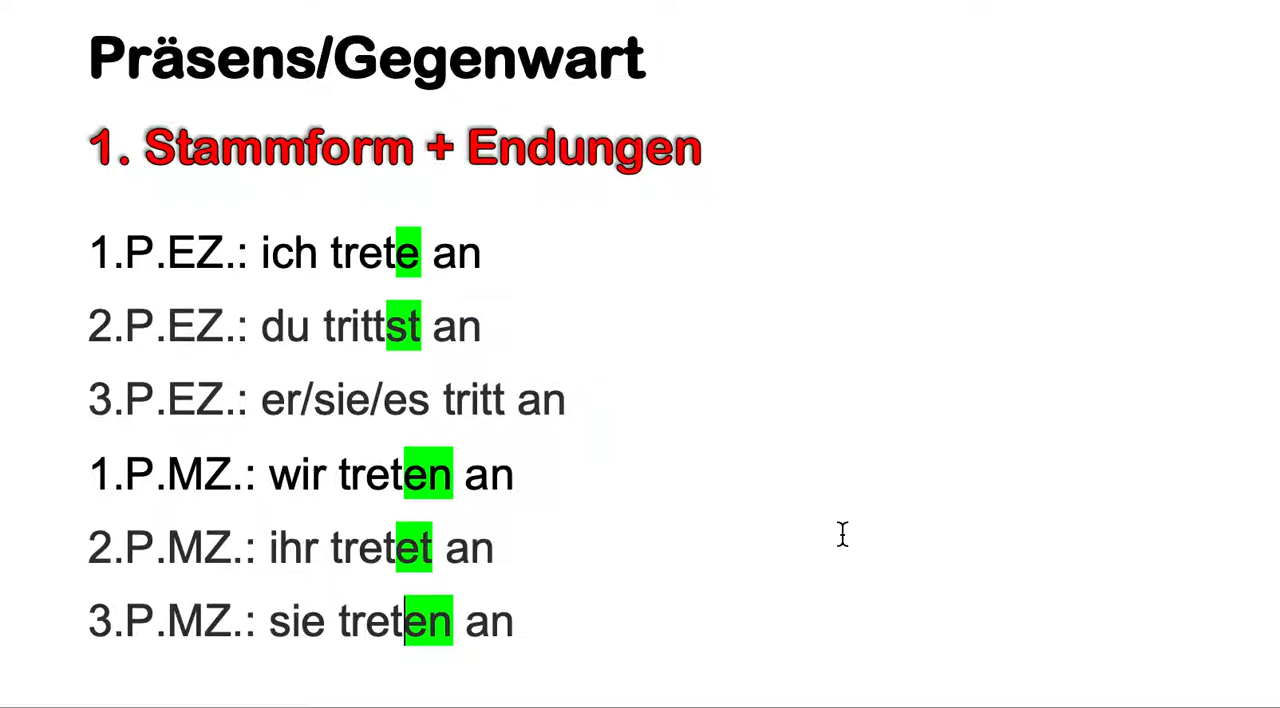 Präsens/Gegenwart
1. Stammform + Endungen
1.P.EZ.: ich trete an
2.P.EZ.: du trittst an
3.P.EZ.: er/sie/es tritt an
1.P.MZ.: wir treten an
2.P.MZ.: ihr tretet an
3.P.MZ.: sie treten an